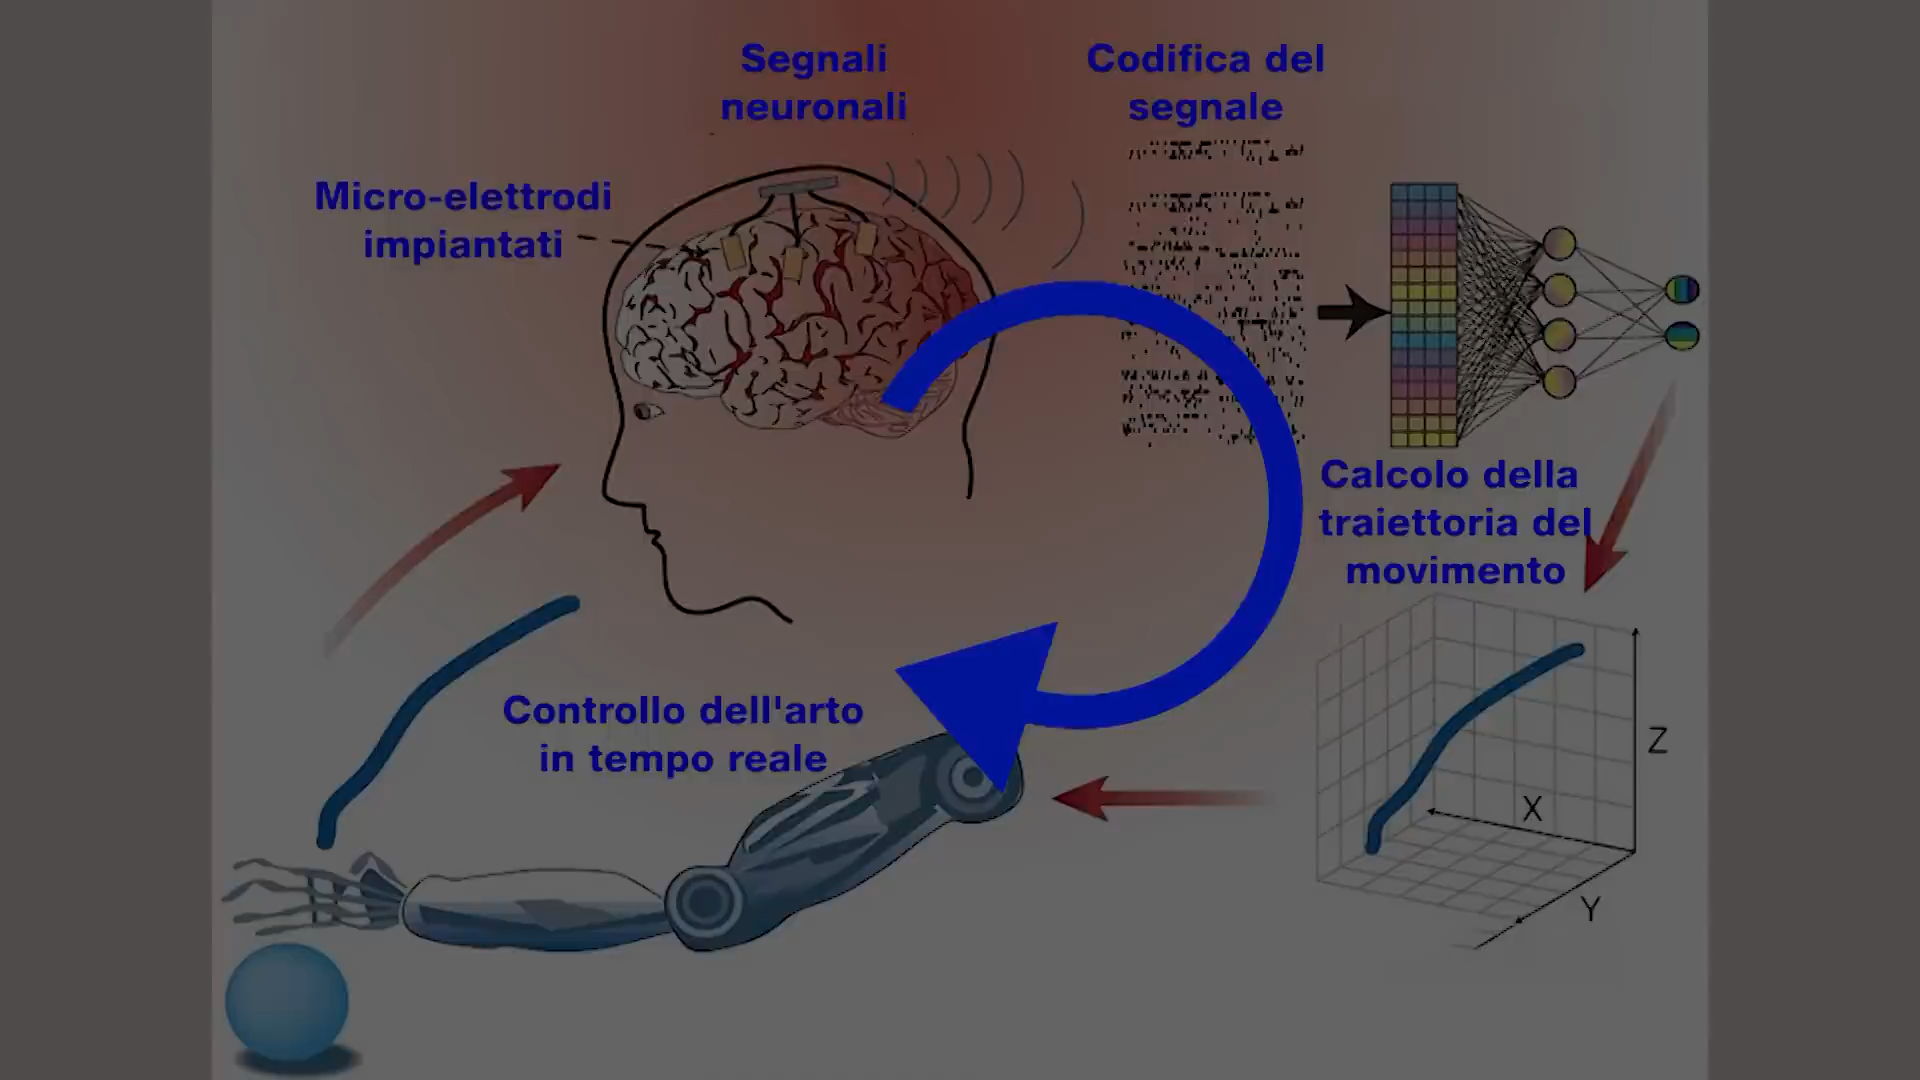 Segnali
neuronali
Codifica del
segnale
Micro-elettrodi
impiantati
Calcolo della
traiettoria del
movimento
Controllo dell'arto
in tempo reale
Z
X
Y